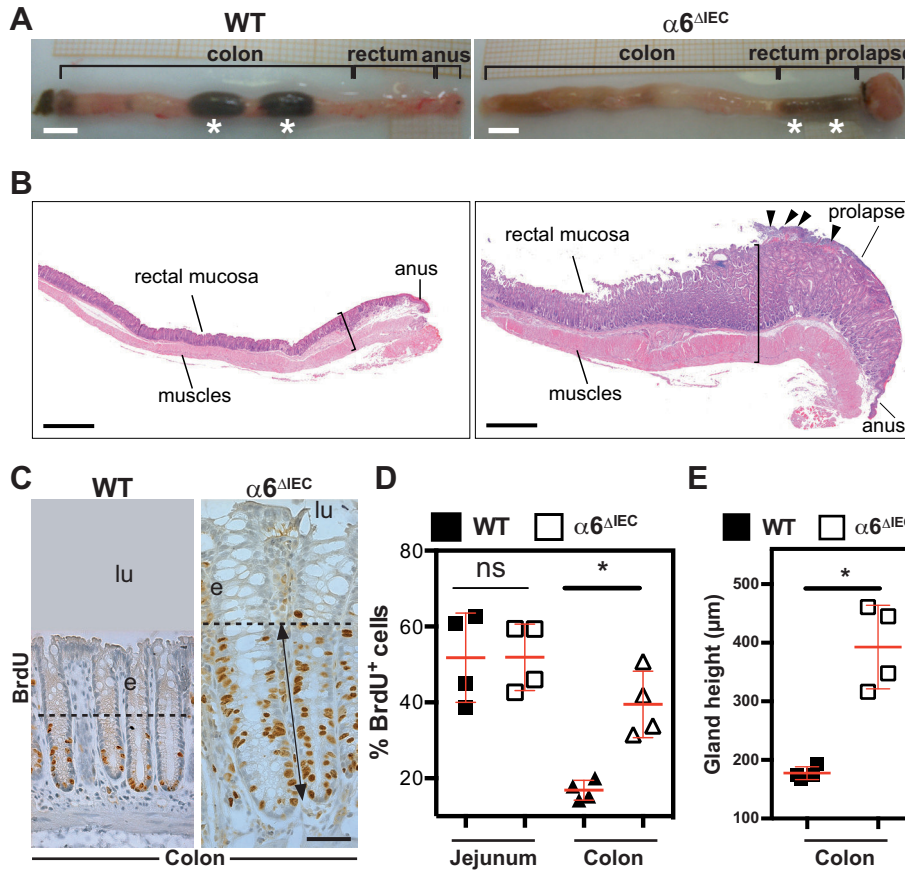 A
WT
α6ΔIEC
colon
rectum
anus
colon
rectum
prolapse
*
*
*
*
B
rectal mucosa
anus
muscles
rectal mucosa
prolapse
muscles
anus
C
WT
α6ΔIEC
BrdU
lu
e
lu
e
Colon
D
WT
α6ΔIEC
% BrdU+ cells
80
60
40
20
ns
*
Jejunum
Colon
E
WT
α6ΔIEC
Gland height (µm)
500
400
300
200
100
*
Colon